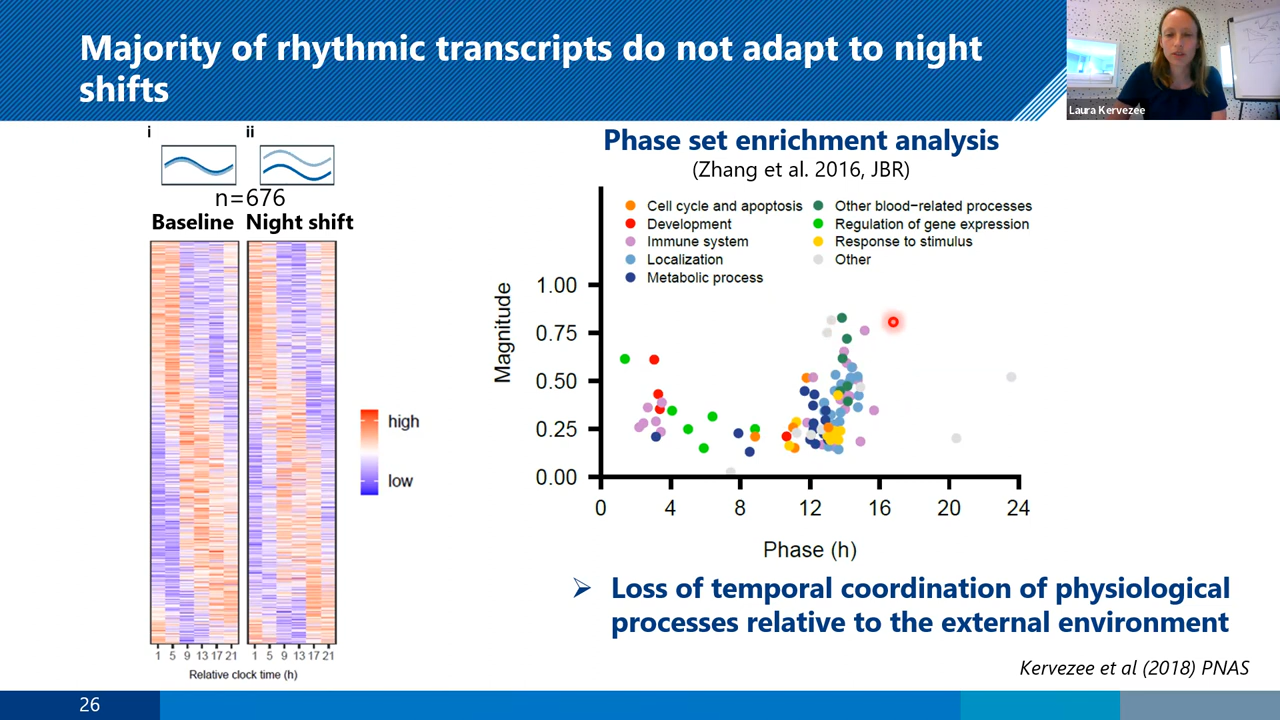 Majority of rhythmic transcripts do not adapt to night
shifts
Laura Kervezee
i
ii
n=676
Baseline
Night shift
high
low
1 5 9 13 17 21
1 5 9 13 17 21
Relative clock time (h)
Phase set enrichment analysis
(Zhang et al. 2016, JBR)
Cell cycle and apoptosis
Development
Immune system
Localization
Metabolic process
Other blood−related processes
Regulation of gene expression
Response to stimulus
Other
Magnitude
1.00
0.75
0.50
0.25
0.00
0 4 8 12 16 20 24
Phase (h)
➢ Loss of temporal coordination of physiological
processes relative to the external environment
Kervezee et al (2018) PNAS
26